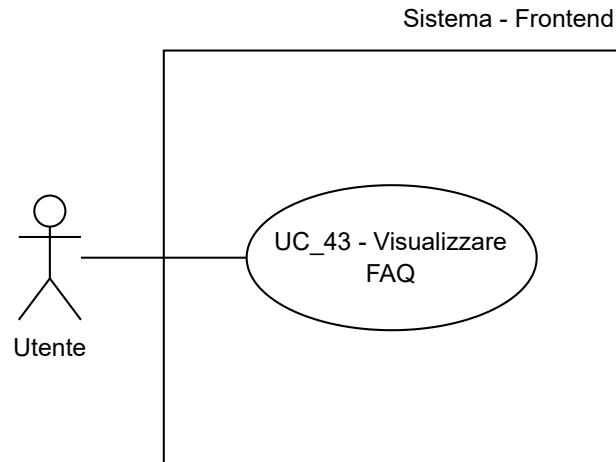 Sistema - Frontend
UC_43 - Visualizzare
FAQ
Utente